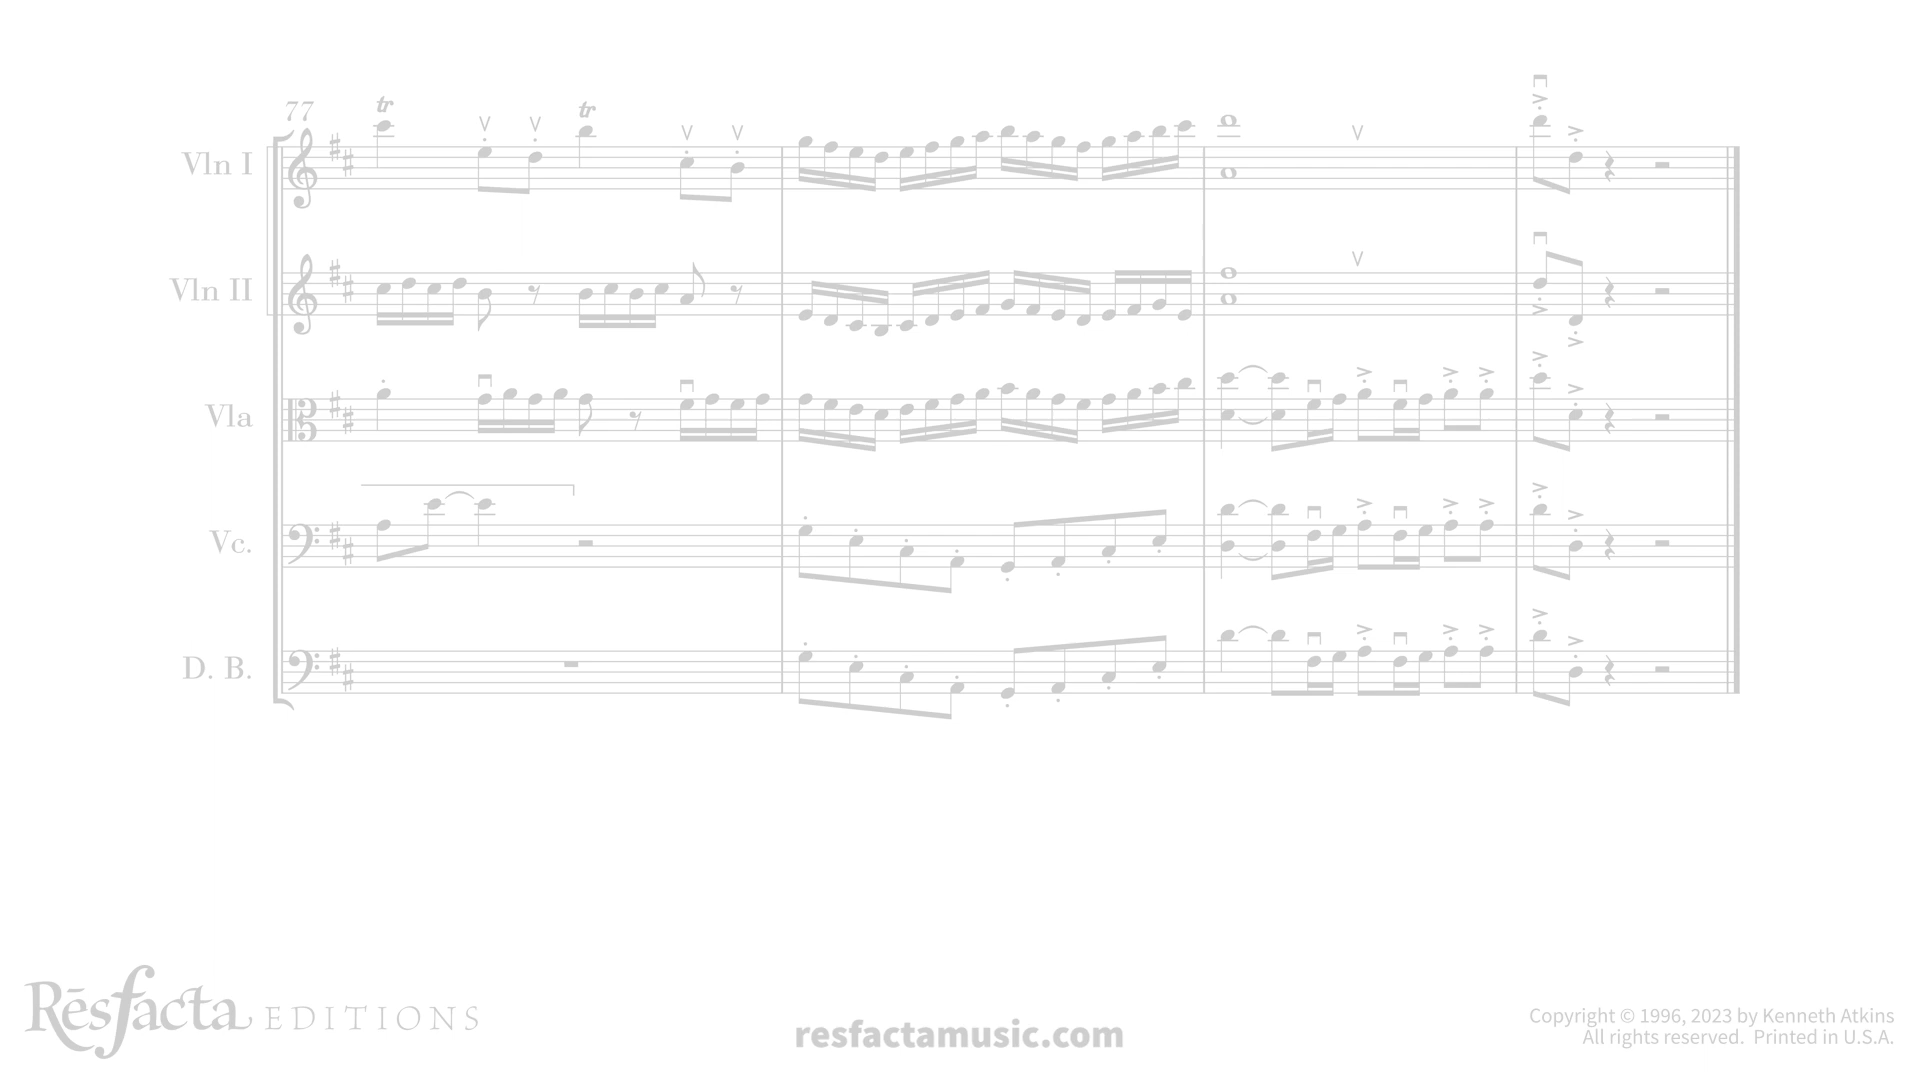 77
tr
tr
Vln I
Vln II
Vla
Vc.
D. B.
Rēsfacta EDITIONS
resfactamusic.com
Copyright © 1996, 2023 by Kenneth Atkins
All rights reserved. Printed in U.S.A.